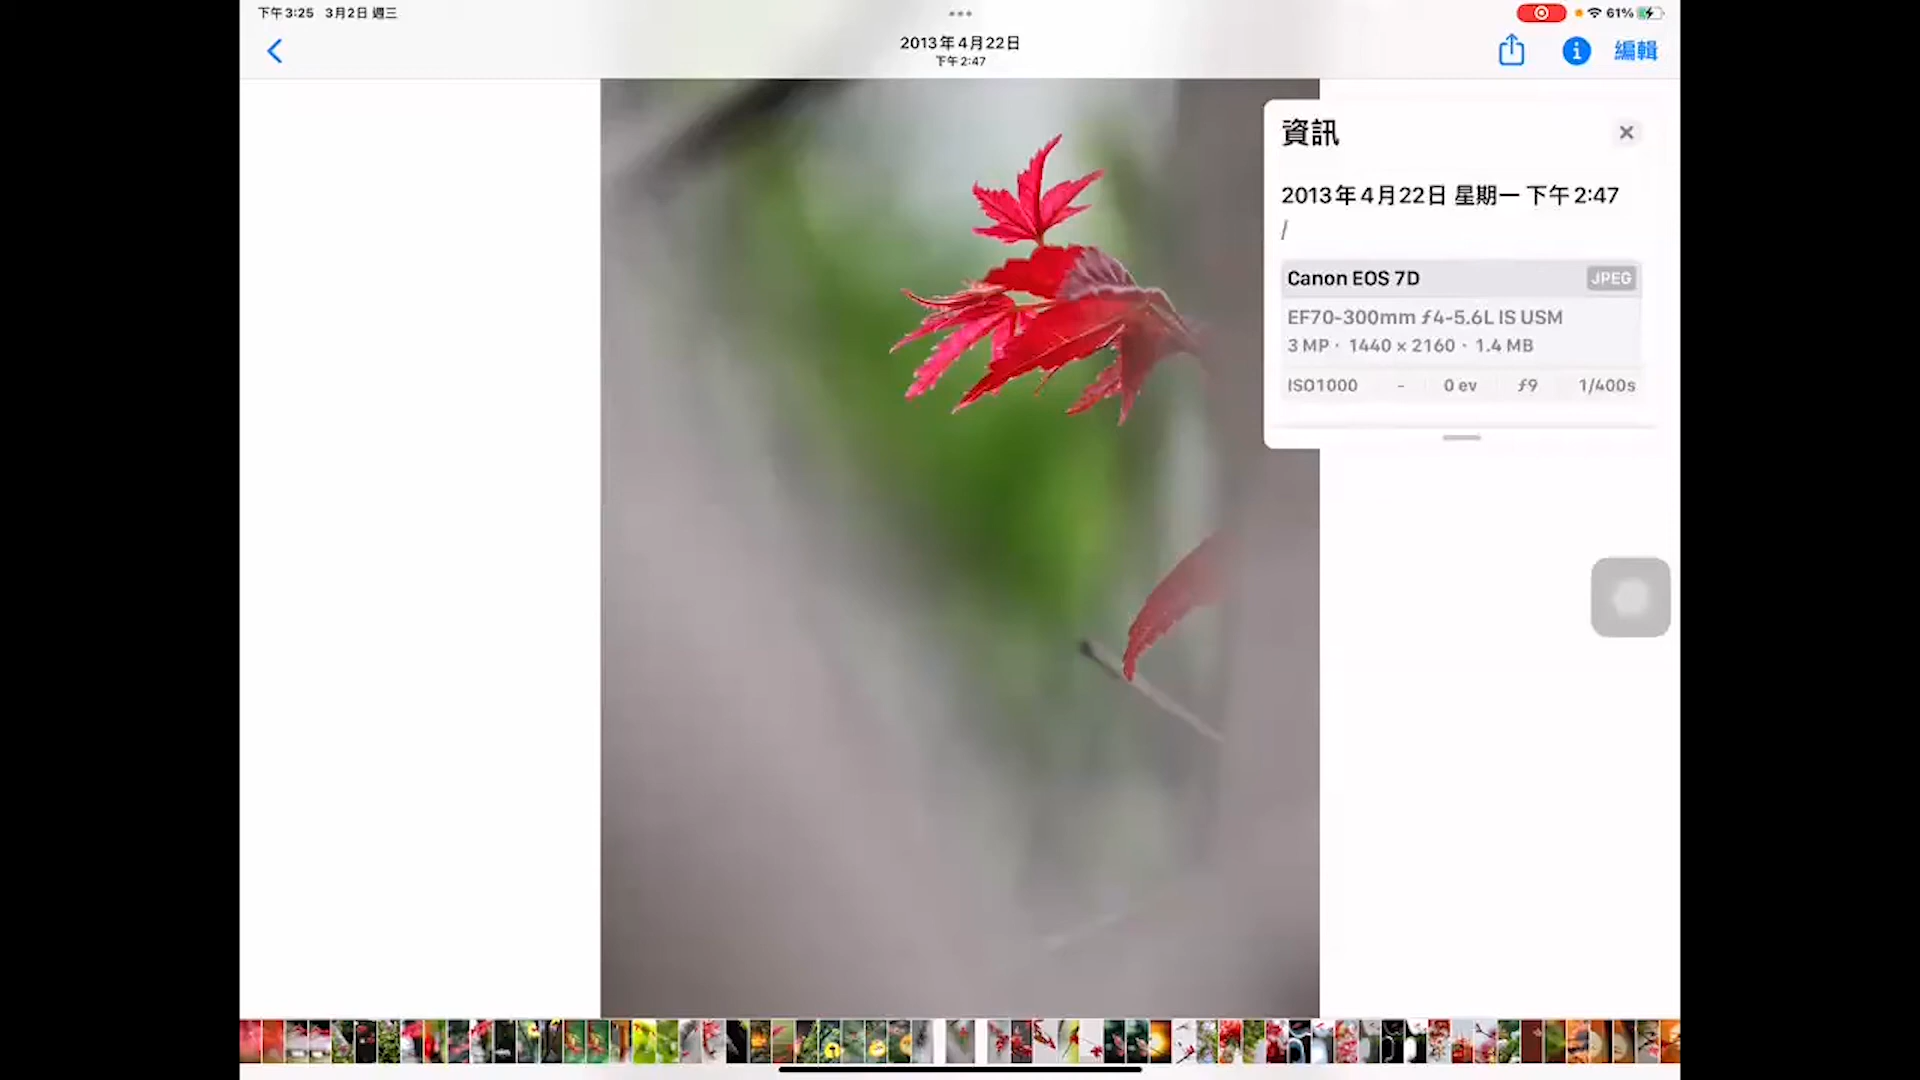 下午3:25 3月2日 週三
61%
2013年4月22日
下午2:47
編輯
資訊
2013年4月22日 星期一 下午2:47
/
Canon EOS 7D
JPEG
EF70-300mm ƒ4-5.6L IS USM
3 MP · 1440 × 2160 · 1.4 MB
ISO1000 - 0 ev ƒ9 1/400s